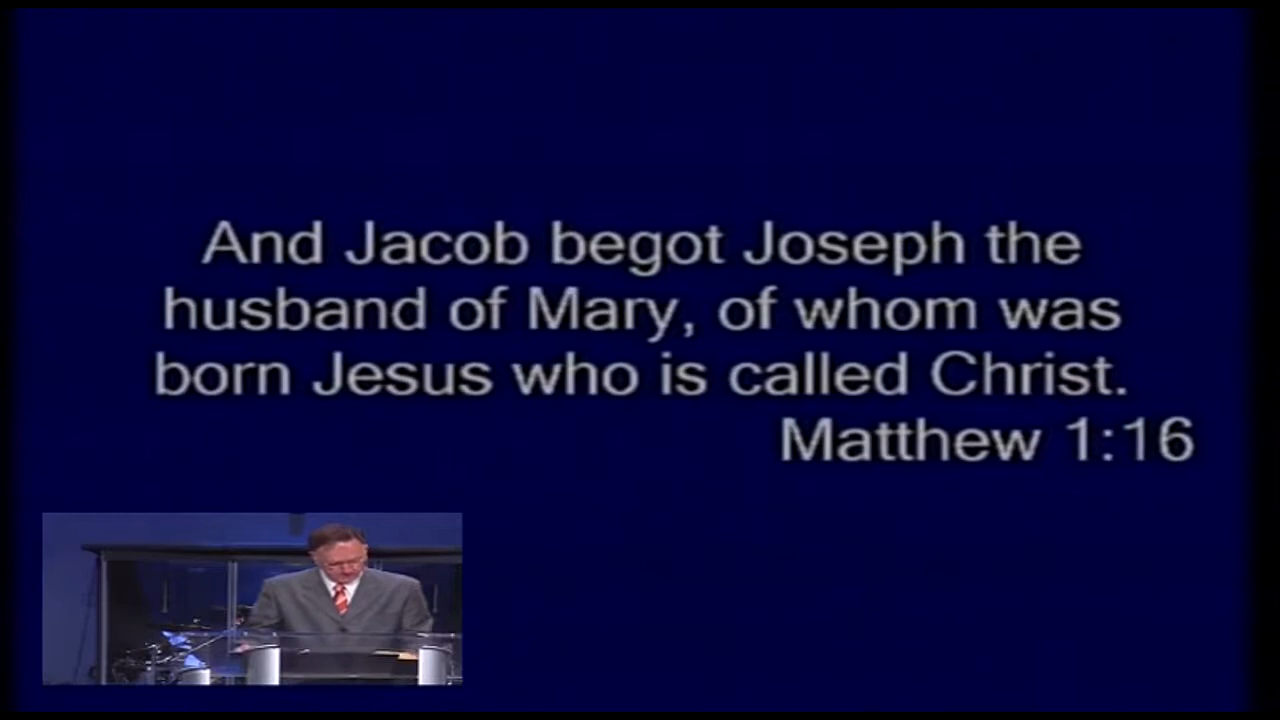 And Jacob begot Joseph the
husband of Mary, of whom was
born Jesus who is called Christ.
Matthew 1:16